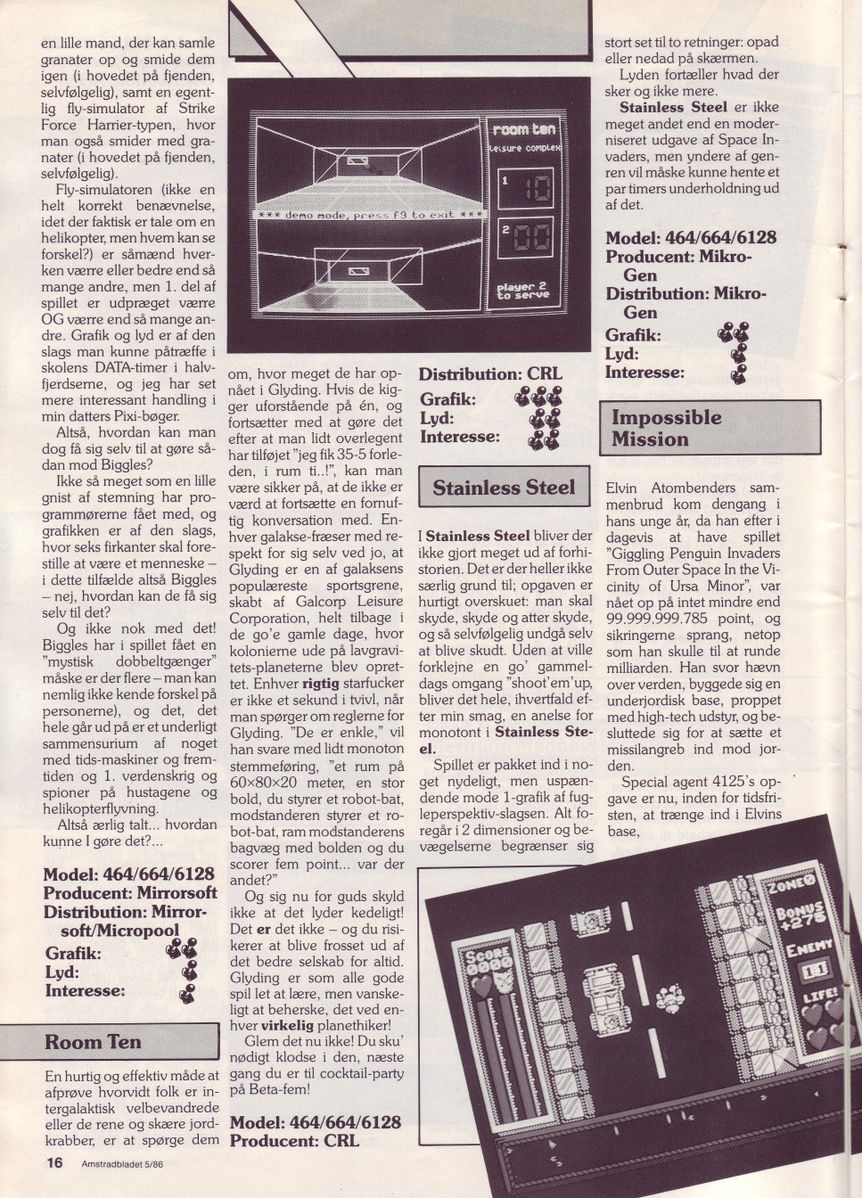 en lille mand, der kan samle
granater op og smide dem
igen (i hovedet på fjenden,
selvfølgelig), samt en egent-
lig fly-simulator af Strike
Force Harrier-typen, hvor
man også smider med gra-
nater (i hovedet på fjenden,
selvfølgelig).
Fly-simulatoren (ikke en
helt korrekt benævnelse,
idet der faktisk er tale om en
helikopter, men hvem kan se
forskel?) er såmænd hver-
ken værre eller bedre end så
mange andre, men 1. del af
spillet er udpræget værre
OG værre end så mange an-
dre. Grafik og lyd er af den
slags man kunne påtræffe i
skolens DATA-timer i halv-
fjerdserne, og jeg har set
mere interessant handling i
min datters Pixi-bøger.
Altså, hvordan kan man
dog få sig selv til at gøre så-
dan mod Biggles?
Ikke så meget som en lille
gnist af stemning har pro-
grammørerne fået med, og
grafikken er af den slags,
hvor seks firkanter skal fore-
stille at være et menneske –
i dette tilfælde altså Biggles
– nej, hvordan kan de få sig
selv til det?
Og ikke nok med det!
Biggles har i spillet fået en
"mystisk dobbeltgænger"
måske er der flere – man kan
nemlig ikke kende forskel på
personerne), og det, det
hele går ud på er et underligt
sammensurium af noget
med tids-maskiner og frem-
tiden og 1. verdenskrig og
spioner på hustagene og
helikopterflyvning.
Altså ærlig talt... hvordan
kunne I gøre det?...
Model: 464/664/6128
Producent: Mirrorsoft
Distribution: Mirror-
soft/Micropool
Grafik:
Lyd:
Interesse:
Room Ten
En hurtig og effektiv måde at
afprøve hvorvidt folk er in-
tergalaktisk velbevandrede
eller de rene og skære jord-
krabber, er at spørge dem
room ten
leisure complex
1
10
*** demo mode, press f9 to exit ***
2
00
player 2
to serve
om, hvor meget de har op-
nået i Glyding. Hvis de kig-
ger uforstående på én, og
fortsætter med at gøre det
efter at man lidt overlegent
har tilføjet "jeg fik 35-5 forle-
den, i rum ti..!", kan man
være sikker på, at de ikke er
værd at fortsætte en fornuf-
tig konversation med. En-
hver galakse-fræser med re-
spekt for sig selv ved jo, at
Glyding er en af galaksens
populæreste sportsgrene,
skabt af Galcorp Leisure
Corporation, helt tilbage i
de go'e gamle dage, hvor
kolonierne ude på lavgravi-
tets-planeterne blev opret-
tet. Enhver rigtig starfucker
er ikke et sekund i tvivl, når
man spørger om reglerne for
Glyding. "De er enkle," vil
han svare med lidt monoton
stemmeføring, "et rum på
60×80×20 meter, en stor
bold, du styrer et robot-bat,
modstanderen styrer et ro-
bot-bat, ram modstanderens
bagvæg med bolden og du
scorer fem point... var der
andet?"
Og sig nu for guds skyld
ikke at det lyder kedeligt!
Det er det ikke – og du risi-
kerer at blive frosset ud af
det bedre selskab for altid.
Glyding er som alle gode
spil let at lære, men vanske-
ligt at beherske, det ved en-
hver virkelig planethiker!
Glem det nu ikke! Du sku'
nødigt klodse i den, næste
gang du er til cocktail-party
på Beta-fem!
Model: 464/664/6128
Producent: CRL
Distribution: CRL
Grafik:
Lyd:
Interesse:
Stainless Steel
I Stainless Steel bliver der
ikke gjort meget ud af forhi-
storien. Det er der heller ikke
særlig grund til; opgaven er
hurtigt overskuet: man skal
skyde, skyde og atter skyde,
og så selvfølgelig undgå selv
at blive skudt. Uden at ville
forklejne en go' gammel-
dags omgang "shoot'em'up,
bliver det hele, ihvertfald ef-
ter min smag, en anelse for
monotont i Stainless Ste-
el.
Spillet er pakket ind i no-
get nydeligt, men uspæn-
dende mode 1-grafik af fug-
leperspektiv-slagsen. Alt fo-
regår i 2 dimensioner og be-
vægelserne begrænser sig
stort set til to retninger: opad
eller nedad på skærmen.
Lyden fortæller hvad der
sker og ikke mere.
Stainless Steel er ikke
meget andet end en moder-
niseret udgave af Space In-
vaders, men yndere af gen-
ren vil måske kunne hente et
par timers underholdning ud
af det.
Model: 464/664/6128
Producent: Mikro-
Gen
Distribution: Mikro-
Gen
Grafik:
Lyd:
Interesse:
Impossible
Mission
Elvin Atombenders sam-
menbrud kom dengang i
hans unge år, da han efter i
dagevis at have spillet
"Giggling Penguin Invaders
From Outer Space In the Vi-
cinity of Ursa Minor", var
nået op på intet mindre end
99.999.999.785 point, og
sikringerne sprang, netop
som han skulle til at runde
milliarden. Han svor hævn
over verden, byggede sig en
underjordisk base, proppet
med high-tech udstyr, og be-
sluttede sig for at sætte et
missilangreb ind mod jor-
den.
Special agent 4125's op-
gave er nu, inden for tidsfri-
sten, at trænge ind i Elvins
base,
Score
0000
Zone0
Bonus
+275
Enemy
11
Life!
16 Amstradbladet 5/86